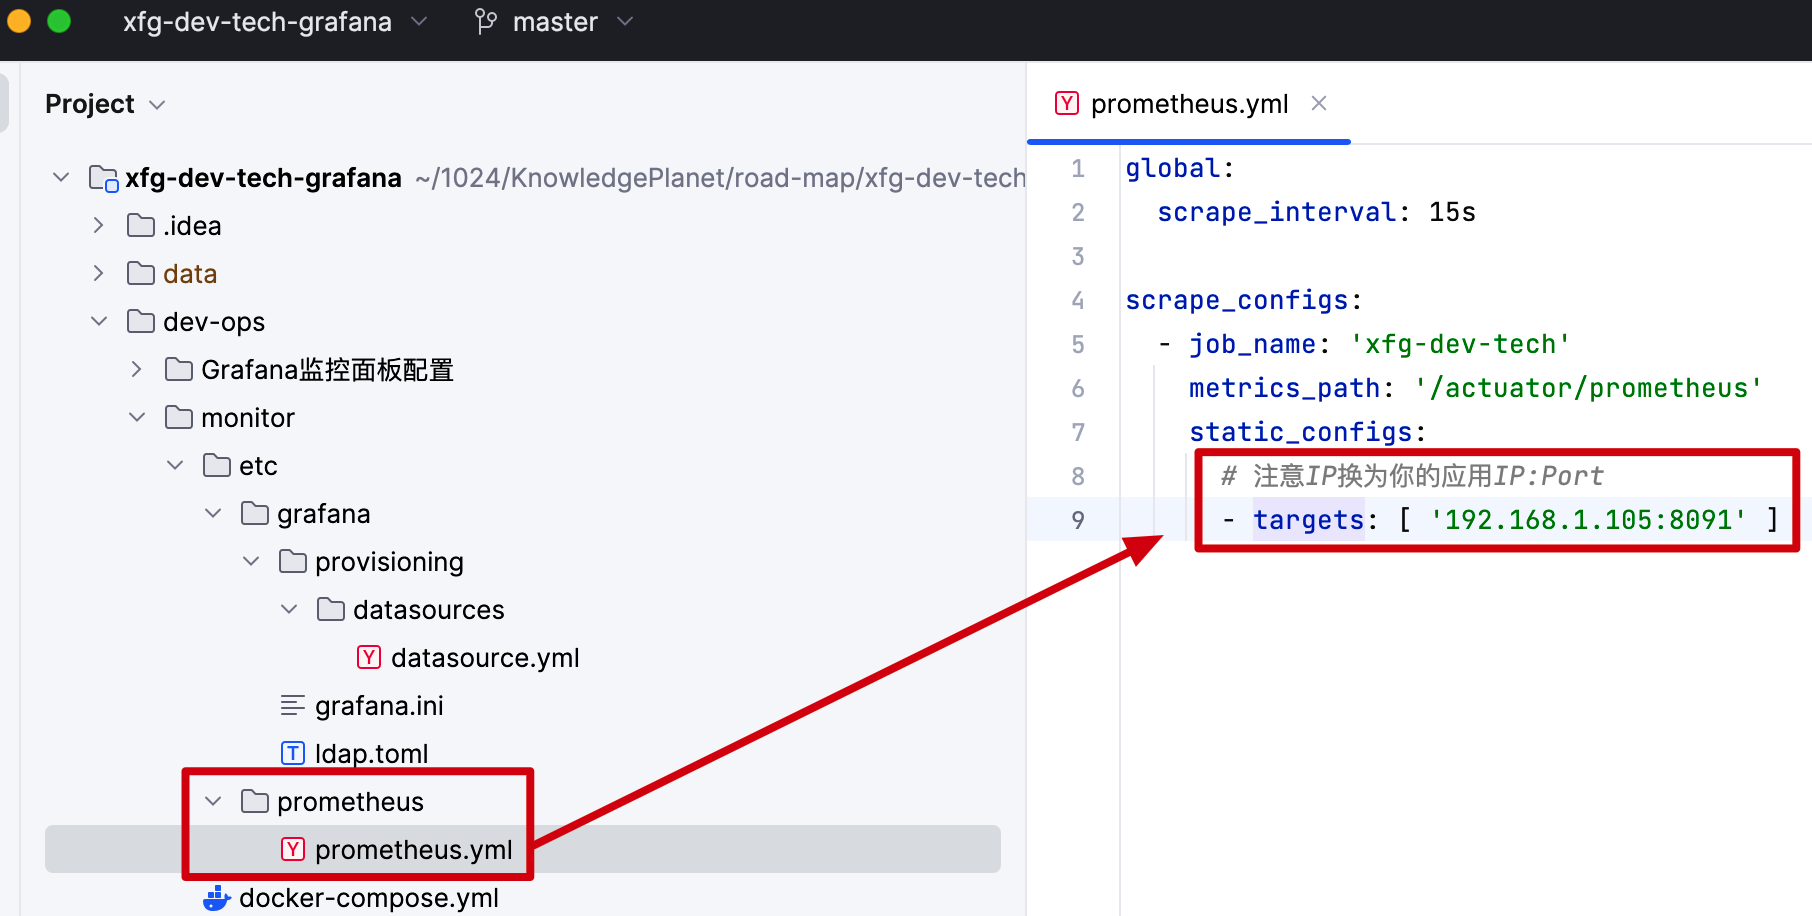 xfg-dev-tech-grafana master
Project
xfg-dev-tech-grafana ~/1024/KnowledgePlanet/road-map/xfg-dev-tech
.idea
data
dev-ops
Grafana监控面板配置
monitor
etc
grafana
provisioning
datasources
Y datasource.yml
grafana.ini
T ldap.toml
prometheus
Y prometheus.yml
docker-compose.yml
Y prometheus.yml
1 global:
2 scrape_interval: 15s
3
4 scrape_configs:
5 - job_name: 'xfg-dev-tech'
6 metrics_path: '/actuator/prometheus'
7 static_configs:
8 # 注意IP换为你的应用IP:Port
9 - targets: [ '192.168.1.105:8091' ]